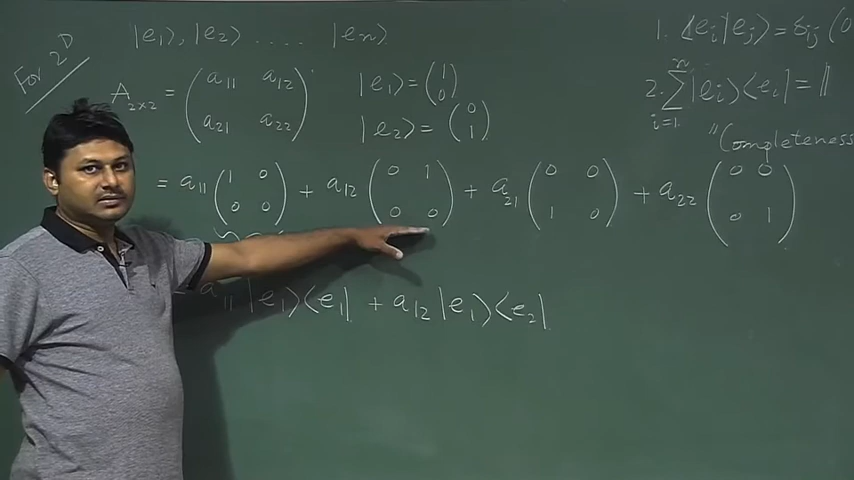 For 2D
|e₁⟩, |e₂⟩ .... |eₙ⟩
1. ⟨eᵢ|eⱼ⟩ = δᵢⱼ (O
A₂ₓ₂ = (a₁₁ a₁₂
a₂₁ a₂₂)
|e₁⟩ = (1
0)
|e₂⟩ = (0
1)
2. ∑ⁿᵢ₌₁ |eᵢ⟩⟨eᵢ| = 𝟙
"(Completeness
= a₁₁ (1 0
0 0) + a₁₂ (0 1
0 0) + a₂₁ (0 0
1 0) + a₂₂ (0 0
0 1)
a₁₁ |e₁⟩⟨e₁| + a₁₂ |e₁⟩⟨e₂|